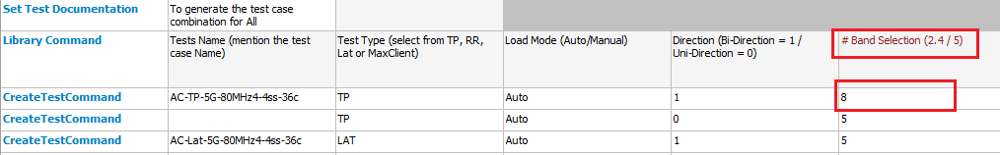 Set Test Documentation
To generate the test case
combination for All
Library Command
Tests Name (mention the test
case Name)
Test Type (select from TP, RR,
Lat or MaxClient)
Load Mode (Auto/Manual)
Direction (Bi-Direction = 1 /
Uni-Direction = 0)
# Band Selection (2.4 / 5)
CreateTestCommand
AC-TP-5G-80MHz4-4ss-36c
TP
Auto
1
8
CreateTestCommand
TP
Auto
0
5
CreateTestCommand
AC-Lat-5G-80MHz4-4ss-36c
LAT
Auto
1
5